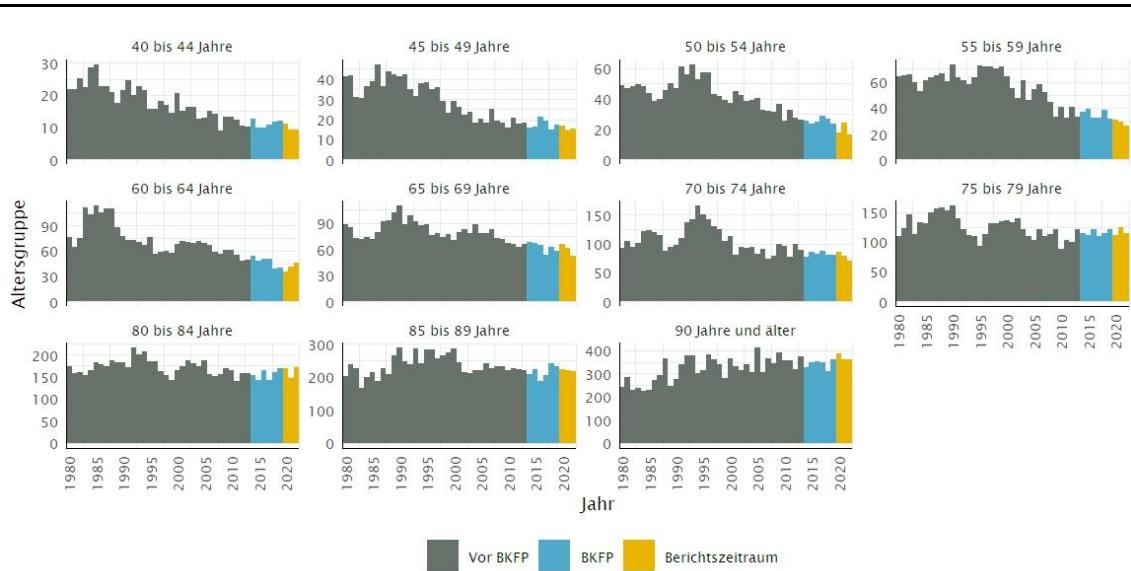 40 bis 44 Jahre
45 bis 49 Jahre
50 bis 54 Jahre
55 bis 59 Jahre
30
20
10
0
40
30
20
10
0
60
40
20
0
60
40
20
0
60 bis 64 Jahre
65 bis 69 Jahre
70 bis 74 Jahre
75 bis 79 Jahre
90
60
30
0
90
60
30
0
150
100
50
0
150
100
50
0
Altersgruppe
80 bis 84 Jahre
85 bis 89 Jahre
90 Jahre und älter
200
150
100
50
0
300
200
100
0
400
300
200
100
0
1980 1985 1990 1995 2000 2005 2010 2015 2020
1980 1985 1990 1995 2000 2005 2010 2015 2020
1980 1985 1990 1995 2000 2005 2010 2015 2020
1980 1985 1990 1995 2000 2005 2010 2015 2020
Jahr
Vor BKFP BKFP Berichtszeitraum